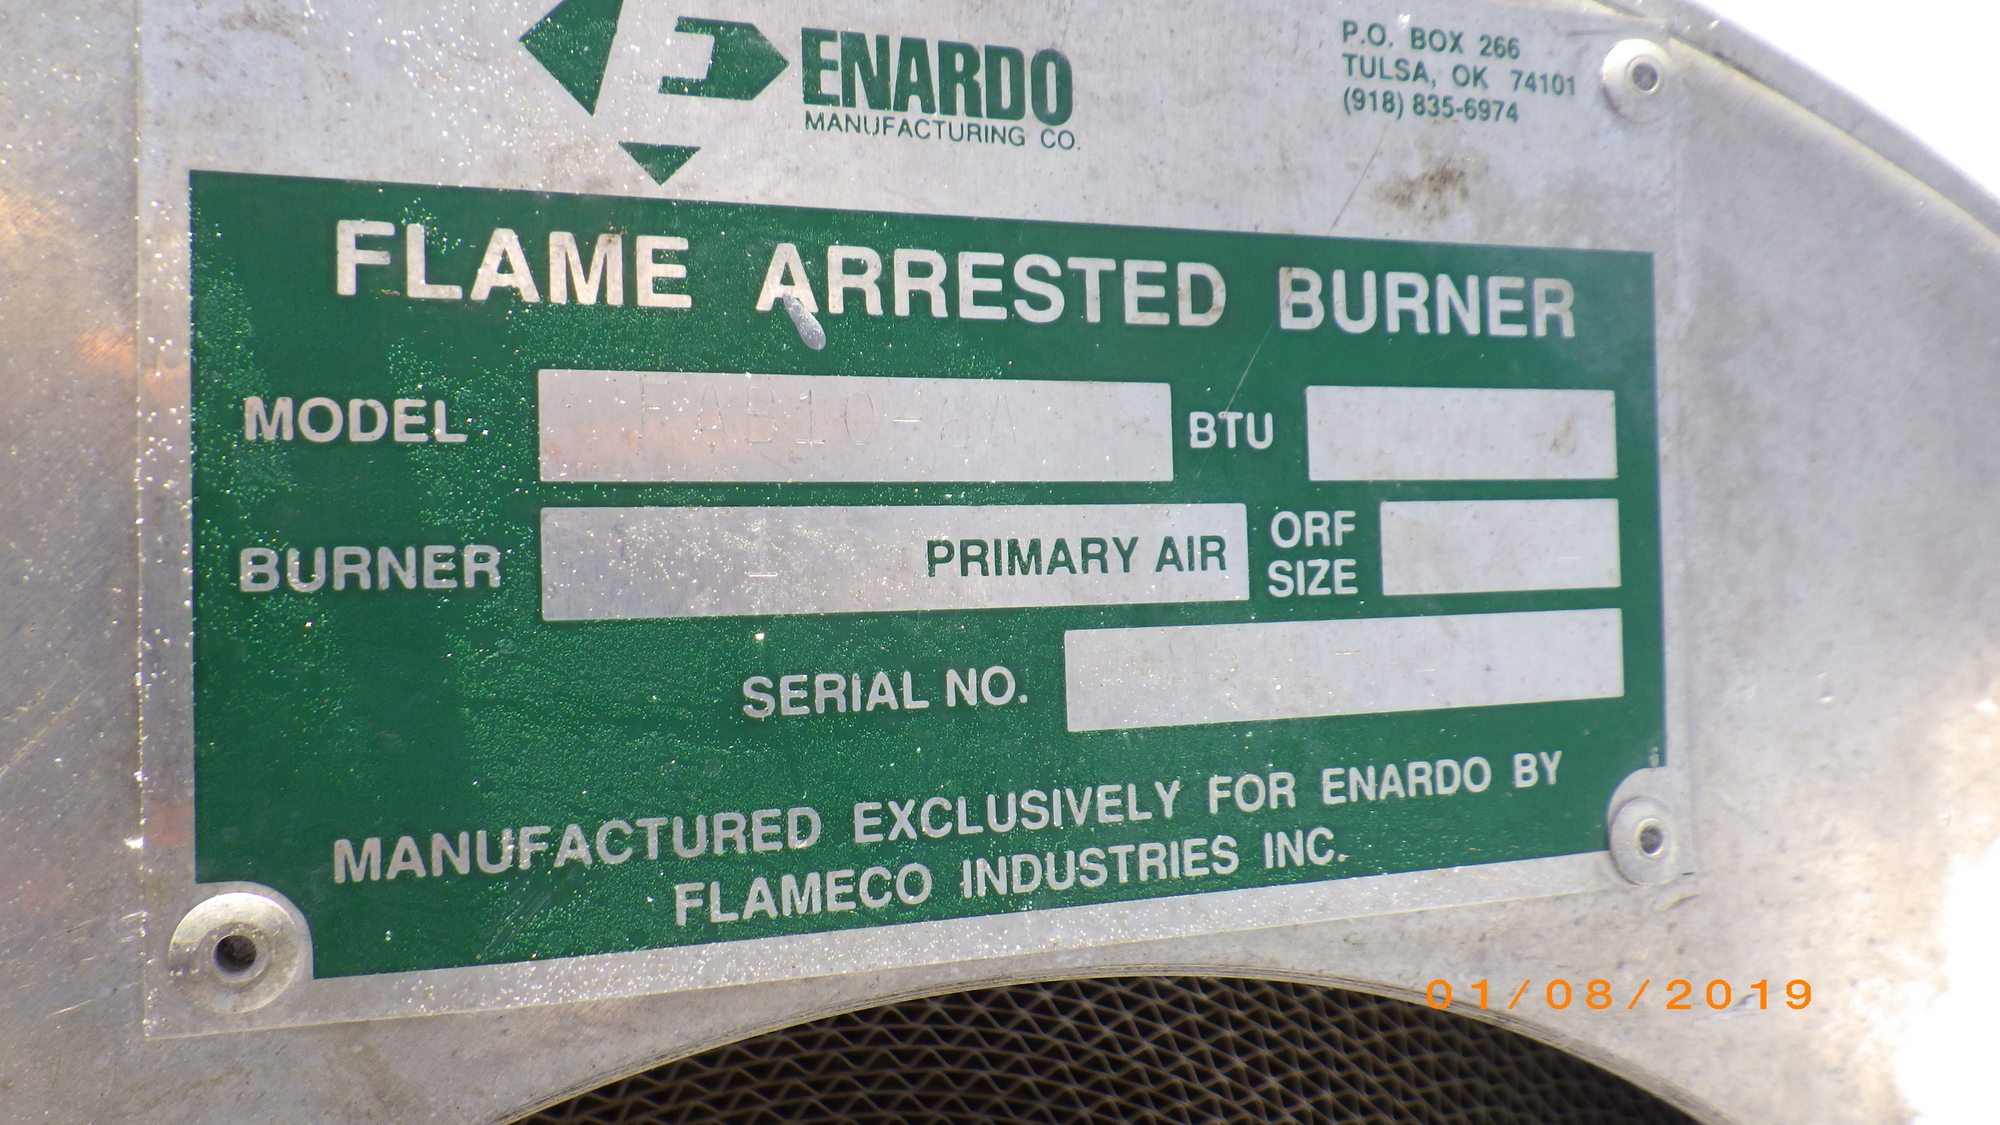 ENARDO
MANUFACTURING CO.
P.O. BOX 266
TULSA, OK 74101
(918) 835-6974
FLAME ARRESTED BURNER
MODEL
BTU
BURNER
PRIMARY AIR
ORF
SIZE
SERIAL NO.
MANUFACTURED EXCLUSIVELY FOR ENARDO BY
FLAMECO INDUSTRIES INC.
01/08/2019